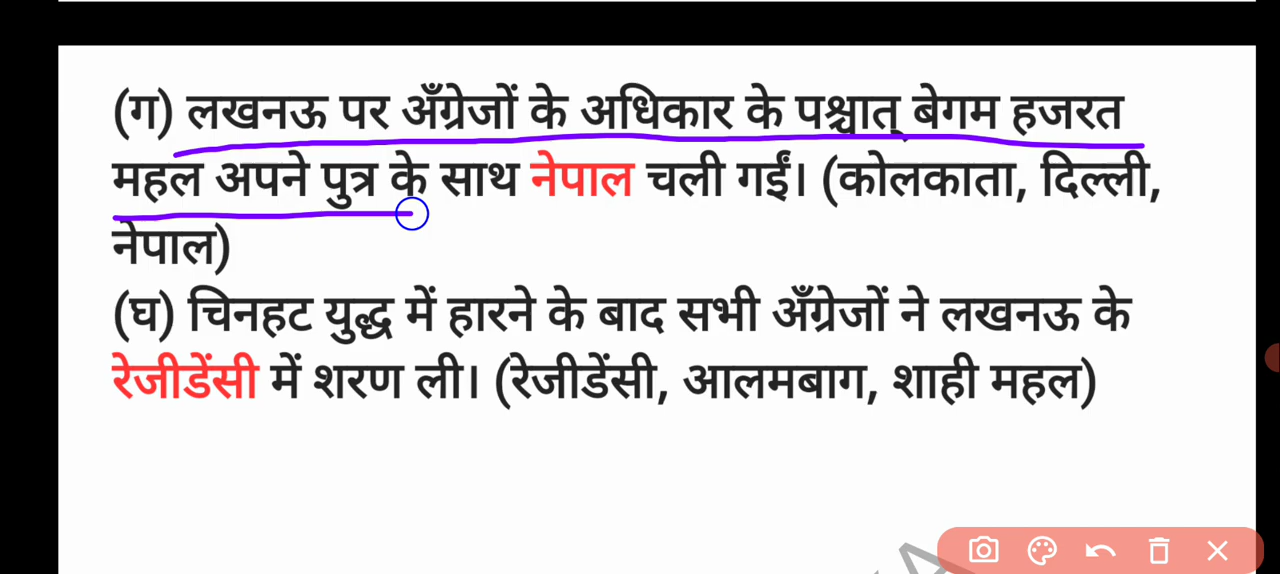 (ग) लखनऊ पर अँग्रेजों के अधिकार के पश्चात् बेगम हजरत
महल अपने पुत्र के साथ नेपाल चली गईं। (कोलकाता, दिल्ली,
नेपाल)
(घ) चिनहट युद्ध में हारने के बाद सभी अँग्रेजों ने लखनऊ के
रेजीडेंसी में शरण ली। (रेजीडेंसी, आलमबाग, शाही महल)